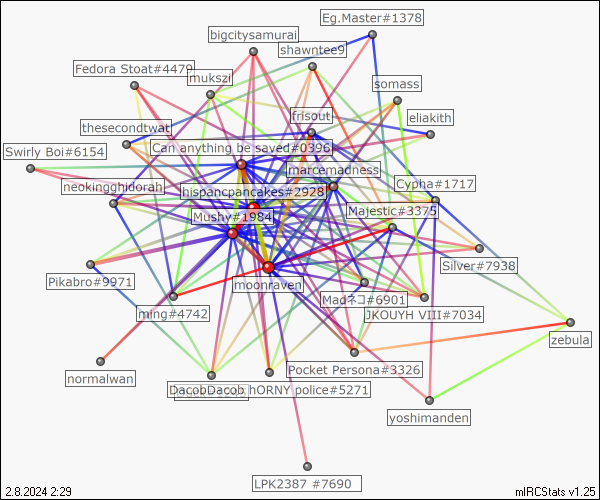 Eg.Master#1378
bigcitysamurai
shawntee9
Fedora Stoat#4479
mukszi
somass
frisout
eliakith
thesecondtwat
Can anything be saved#0396
Swirly Boi#6154
marcemadness
neokingghidorah
hispancpancakes#2928
Cypha#1717
Mushy#1984
Majestic#3375
Silver#7938
Pikabro#9971
moonraven
Madネコ#6901
ming#4742
JKOUYH VIII#7034
zebula
Pocket Persona#3326
normalwan
DacobDacob
hORNY police#5271
yoshimanden
LPK2387 #7690
2.8.2024 2:29
mIRCStats v1.25